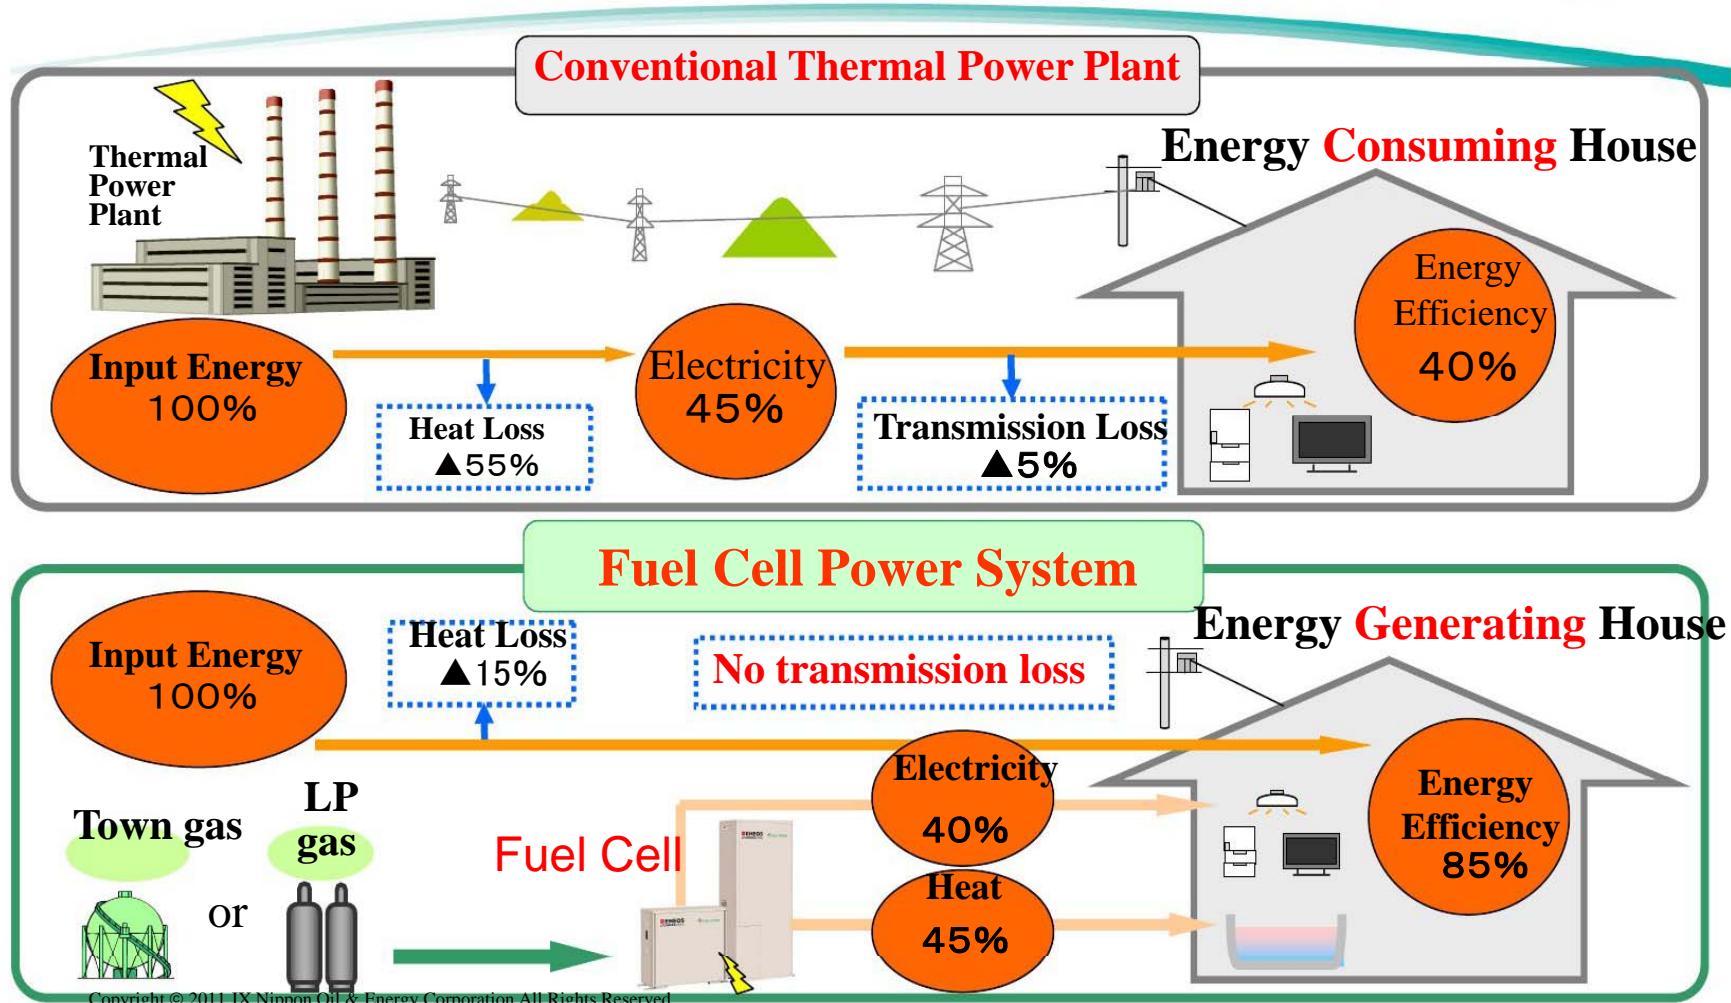 Conventional Thermal Power Plant
Thermal
Power
Plant
Energy Consuming House
Input Energy
100%
Heat Loss
▲55%
Electricity
45%
Transmission Loss
▲5%
Energy
Efficiency
40%
Fuel Cell Power System
Input Energy
100%
Heat Loss
▲15%
No transmission loss
Energy Generating House
Electricity
40%
Heat
45%
Energy
Efficiency
85%
Town gas
or
LP
gas
Fuel Cell
ENEOS
ENEOS
Copyright © 2011 JX Nippon Oil & Energy Corporation All Rights Reserved